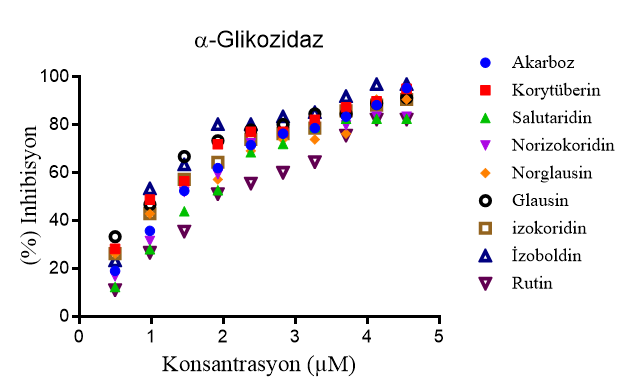 α-Glikozidaz
(%) Inhibisyon
100
80
60
40
20
0
0 1 2 3 4 5
Konsantrasyon (µM)
Akarboz
Korytüberin
Salutaridin
Norizokoridin
Norglausin
Glausin
izokoridin
İzoboldin
Rutin